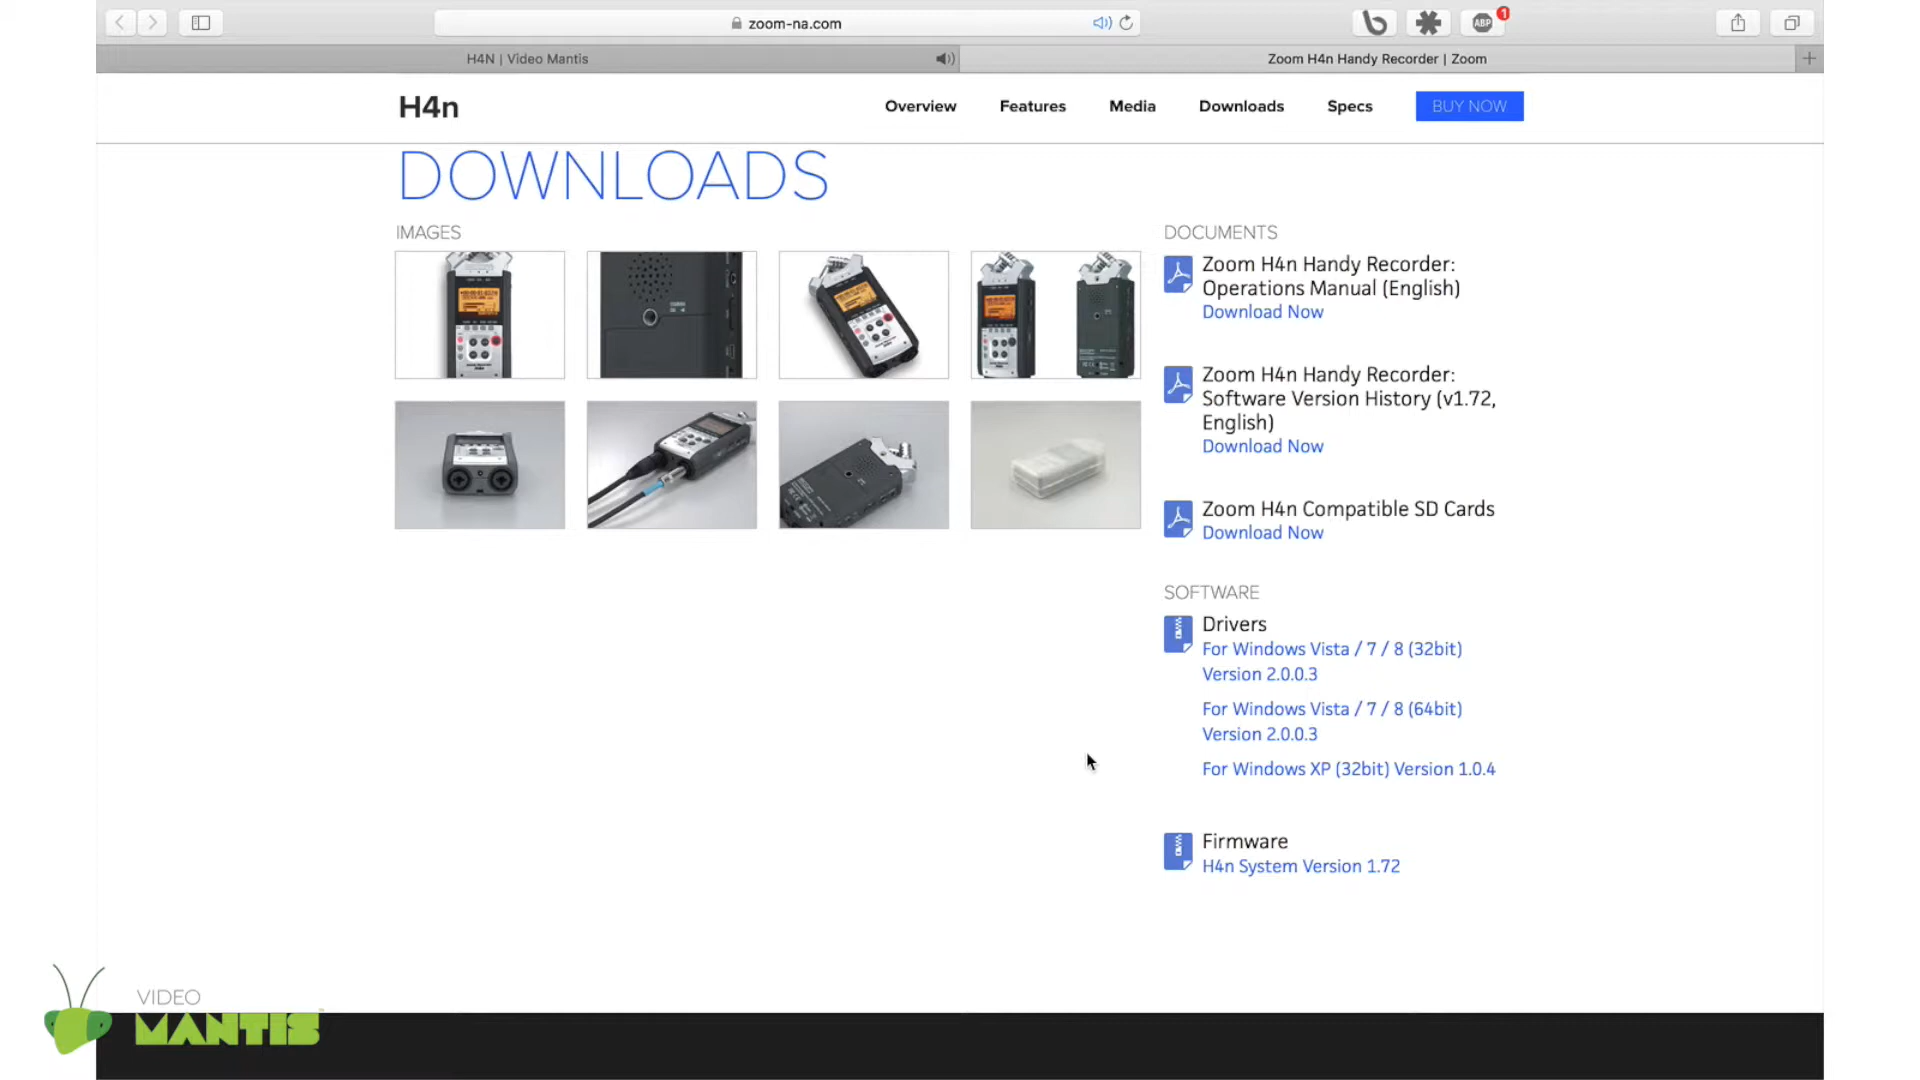 zoom-na.com
ABP
1
H4N | Video Mantis
Zoom H4n Handy Recorder | Zoom
H4n
Overview
Features
Media
Downloads
Specs
BUY NOW
DOWNLOADS
IMAGES
DOCUMENTS
Zoom H4n Handy Recorder:
Operations Manual (English)
Download Now
Zoom H4n Handy Recorder:
Software Version History (v1.72,
English)
Download Now
Zoom H4n Compatible SD Cards
Download Now
SOFTWARE
Drivers
For Windows Vista / 7 / 8 (32bit)
Version 2.0.0.3
For Windows Vista / 7 / 8 (64bit)
Version 2.0.0.3
For Windows XP (32bit) Version 1.0.4
Firmware
H4n System Version 1.72
VIDEO
MANTIS